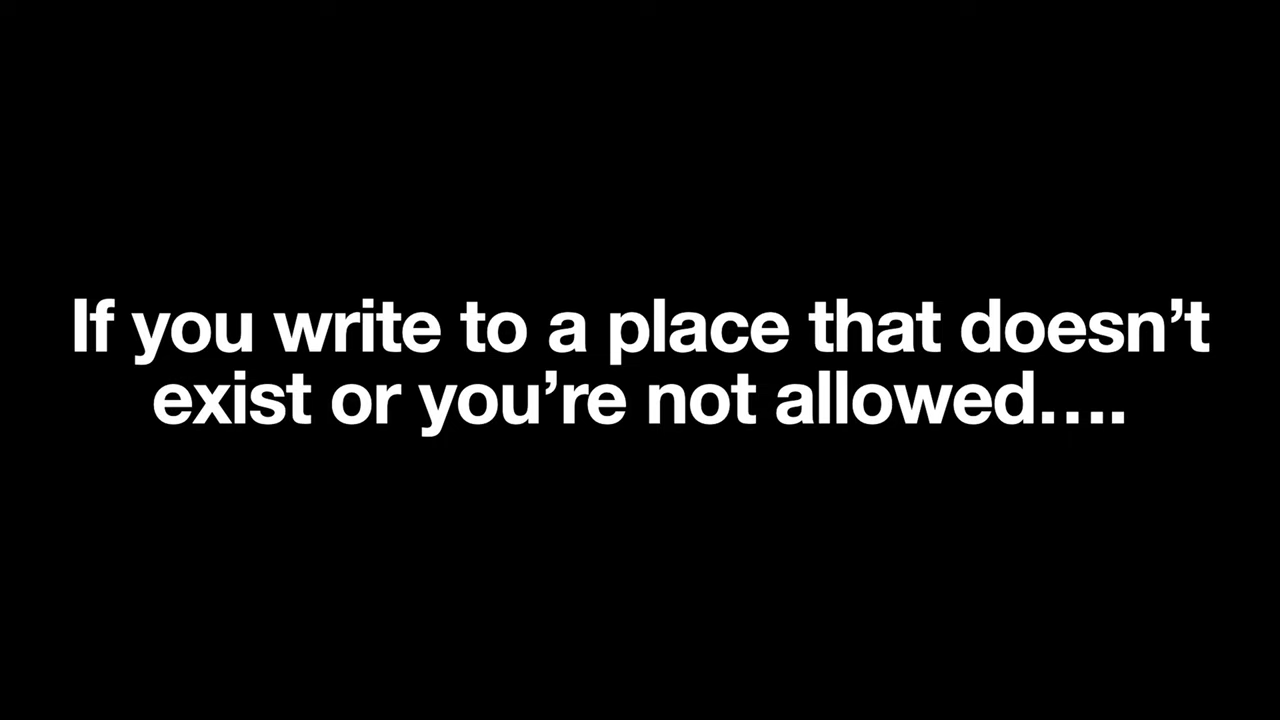 If you write to a place that doesn’t
exist or you’re not allowed….